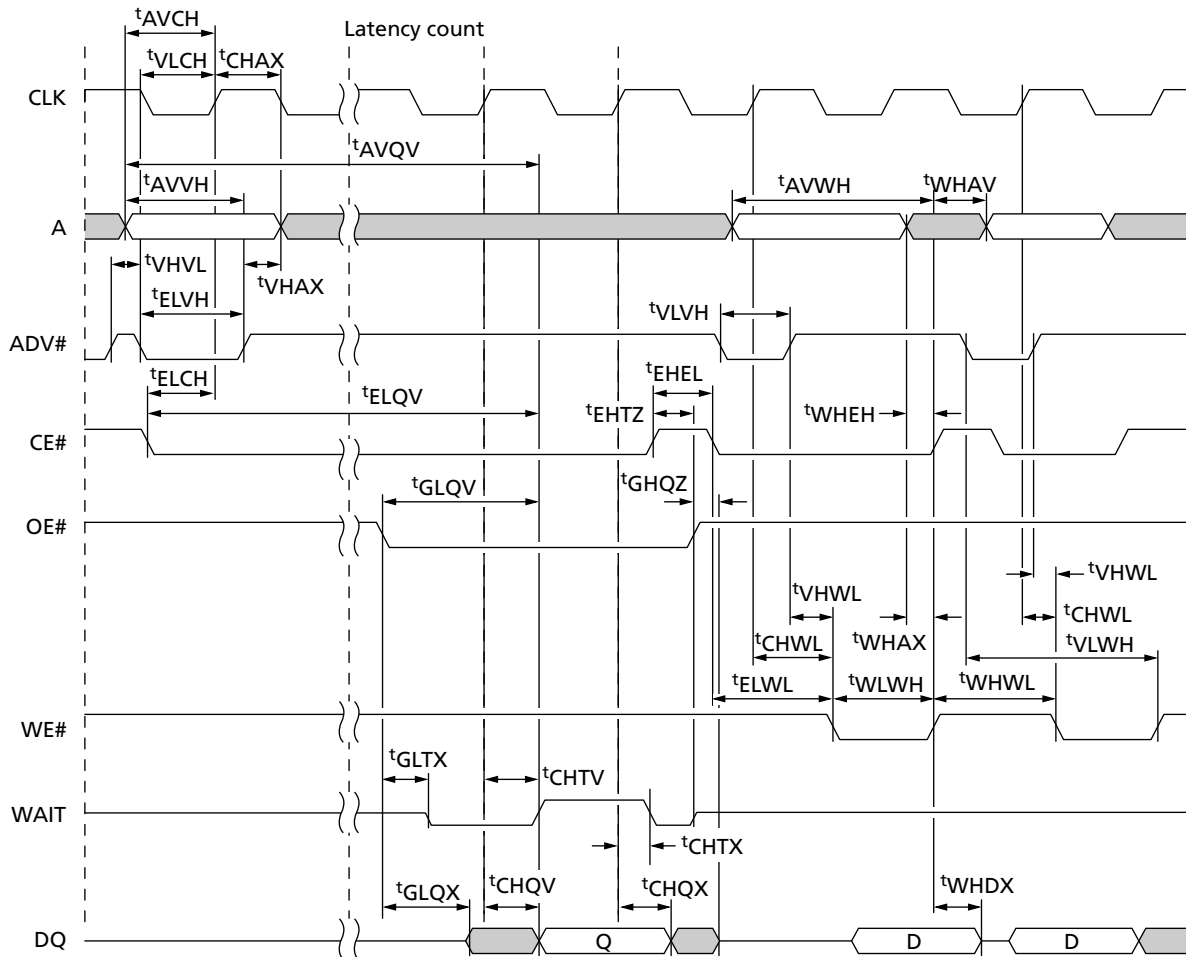 tAVCH
Latency count
tVLCH
tCHAX
CLK
tAVQV
tAVVH
tAVWH
tWHAV
A
tVHVL
tVHAX
tELVH
tVLVH
ADV#
tELCH
tEHEL
tELQV
tEHTZ
tWHEH
CE#
tGLQV
tGHQZ
OE#
tVHWL
tVHWL
tCHWL
tCHWL
tWHAX
tVLWH
tELWL
tWLWH
tWHWL
WE#
tGLTX
tCHTV
WAIT
tCHTX
tGLQX
tCHQV
tCHQX
tWHDX
DQ
Q
D
D